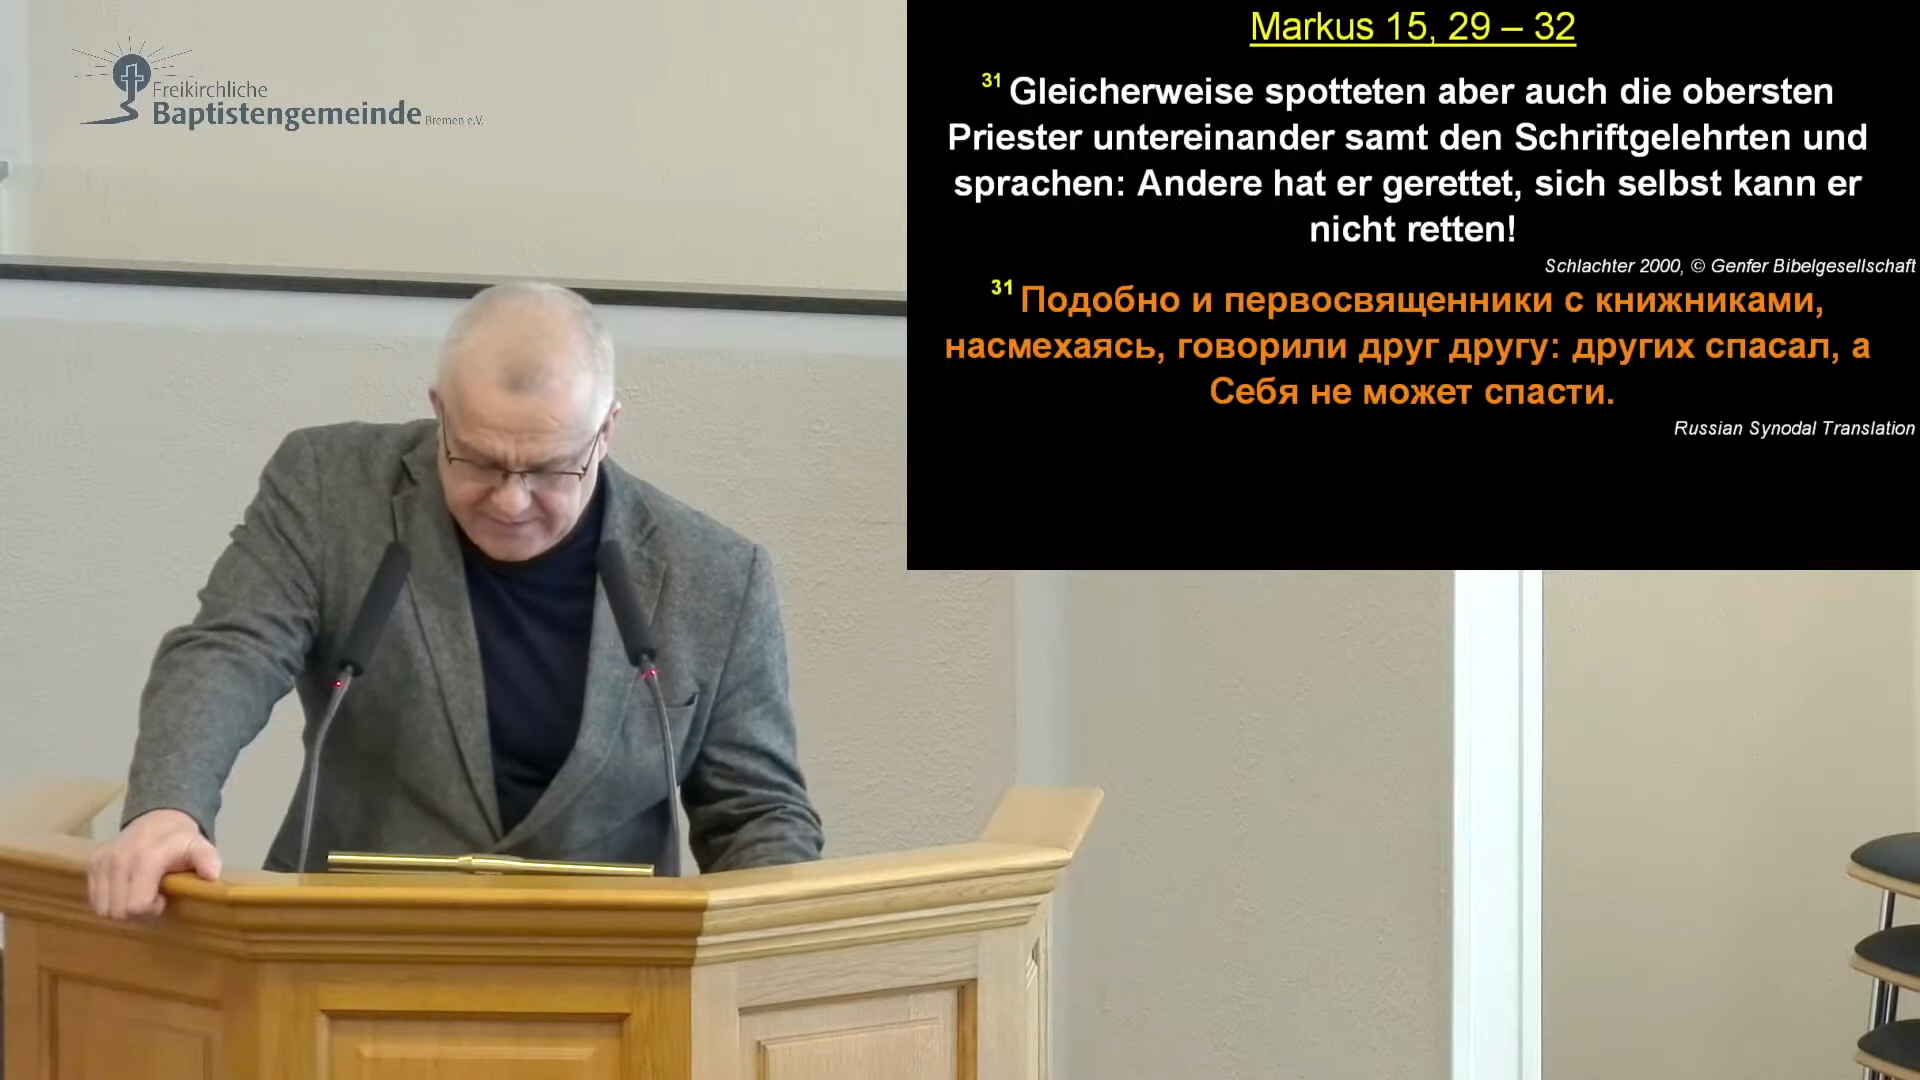 Freikirchliche
Baptistengemeinde Bremen e.V.
Markus 15, 29 – 32
31 Gleicherweise spotteten aber auch die obersten
Priester untereinander samt den Schriftgelehrten und
sprachen: Andere hat er gerettet, sich selbst kann er
nicht retten!
Schlachter 2000, © Genfer Bibelgesellschaft
31 Подобно и первосвященники с книжниками,
насмехаясь, говорили друг другу: других спасал, а
Себя не может спасти.
Russian Synodal Translation